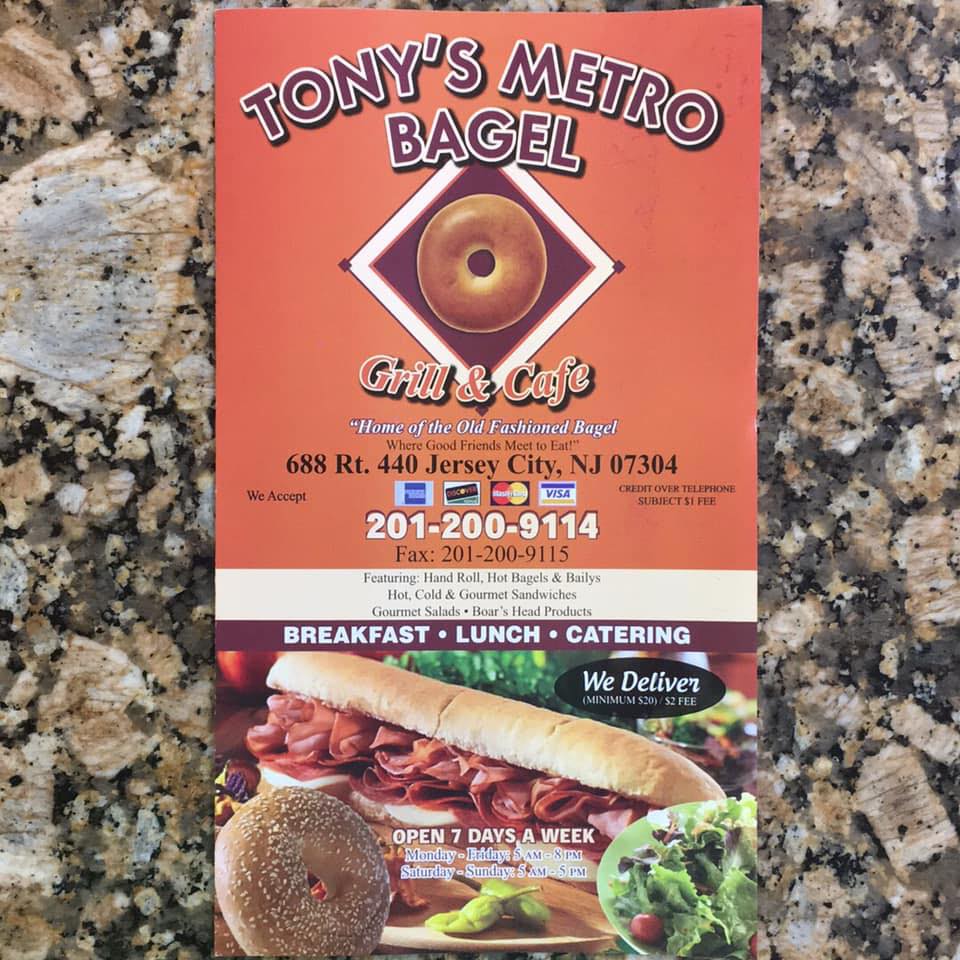 TONY'S METRO
BAGEL
Grill & Cafe
"Home of the Old Fashioned Bagel
Where Good Friends Meet to Eat!"
688 Rt. 440 Jersey City, NJ 07304
We Accept
DISCOVER
MasterCard
VISA
CREDIT OVER TELEPHONE
SUBJECT $1 FEE
201-200-9114
Fax: 201-200-9115
Featuring: Hand Roll, Hot Bagels & Bailys
Hot, Cold & Gourmet Sandwiches
Gourmet Salads • Boar's Head Products
BREAKFAST • LUNCH • CATERING
We Deliver
(MINIMUM $20) / $2 FEE
OPEN 7 DAYS A WEEK
Monday - Friday: 5 AM - 8 PM
Saturday - Sunday: 5 AM - 5 PM